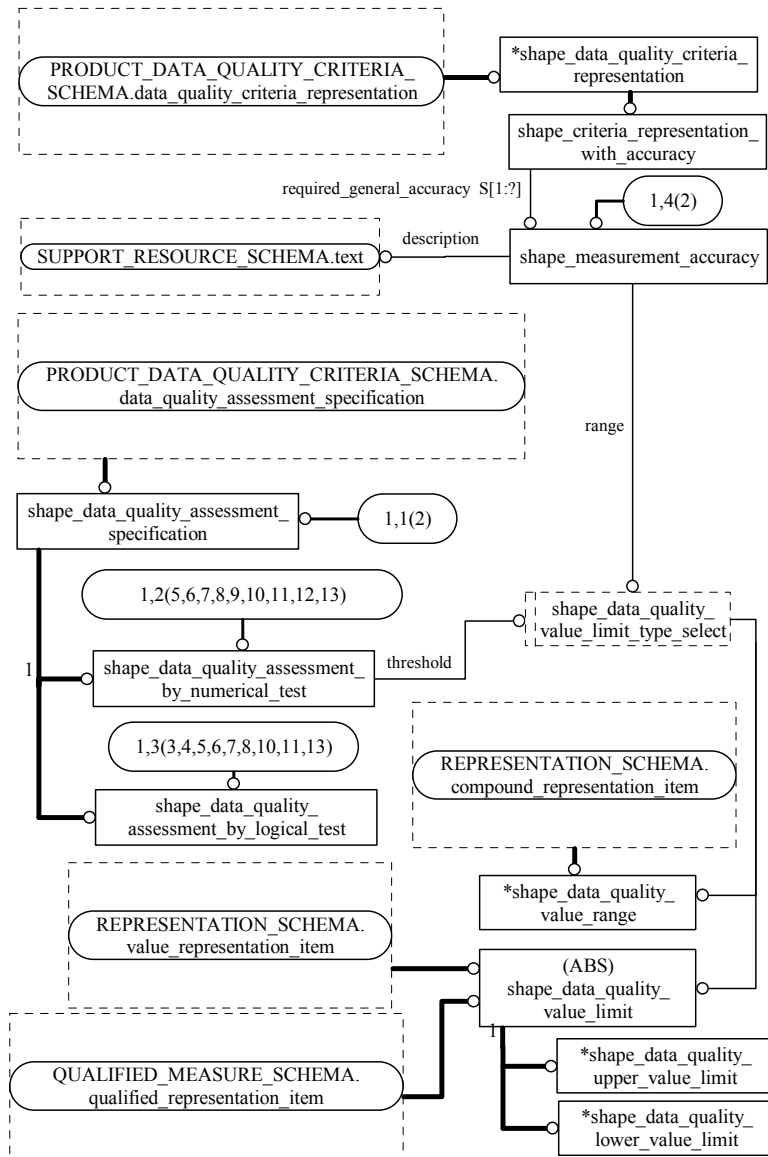 PRODUCT_DATA_QUALITY_CRITERIA_
SCHEMA.data_quality_criteria_representation
*shape_data_quality_criteria_
representation
shape_criteria_representation_
with_accuracy
required_general_accuracy S[1:?]
1,4(2)
SUPPORT_RESOURCE_SCHEMA.text
description
shape_measurement_accuracy
PRODUCT_DATA_QUALITY_CRITERIA_SCHEMA.
data_quality_assessment_specification
range
shape_data_quality_assessment_
specification
1,1(2)
1,2(5,6,7,8,9,10,11,12,13)
shape_data_quality_
value_limit_type_select
1
shape_data_quality_assessment_
by_numerical_test
threshold
1,3(3,4,5,6,7,8,10,11,13)
REPRESENTATION_SCHEMA.
compound_representation_item
shape_data_quality_
assessment_by_logical_test
*shape_data_quality_
value_range
REPRESENTATION_SCHEMA.
value_representation_item
(ABS)
shape_data_quality_
value_limit
1
QUALIFIED_MEASURE_SCHEMA.
qualified_representation_item
*shape_data_quality_
upper_value_limit
*shape_data_quality_
lower_value_limit